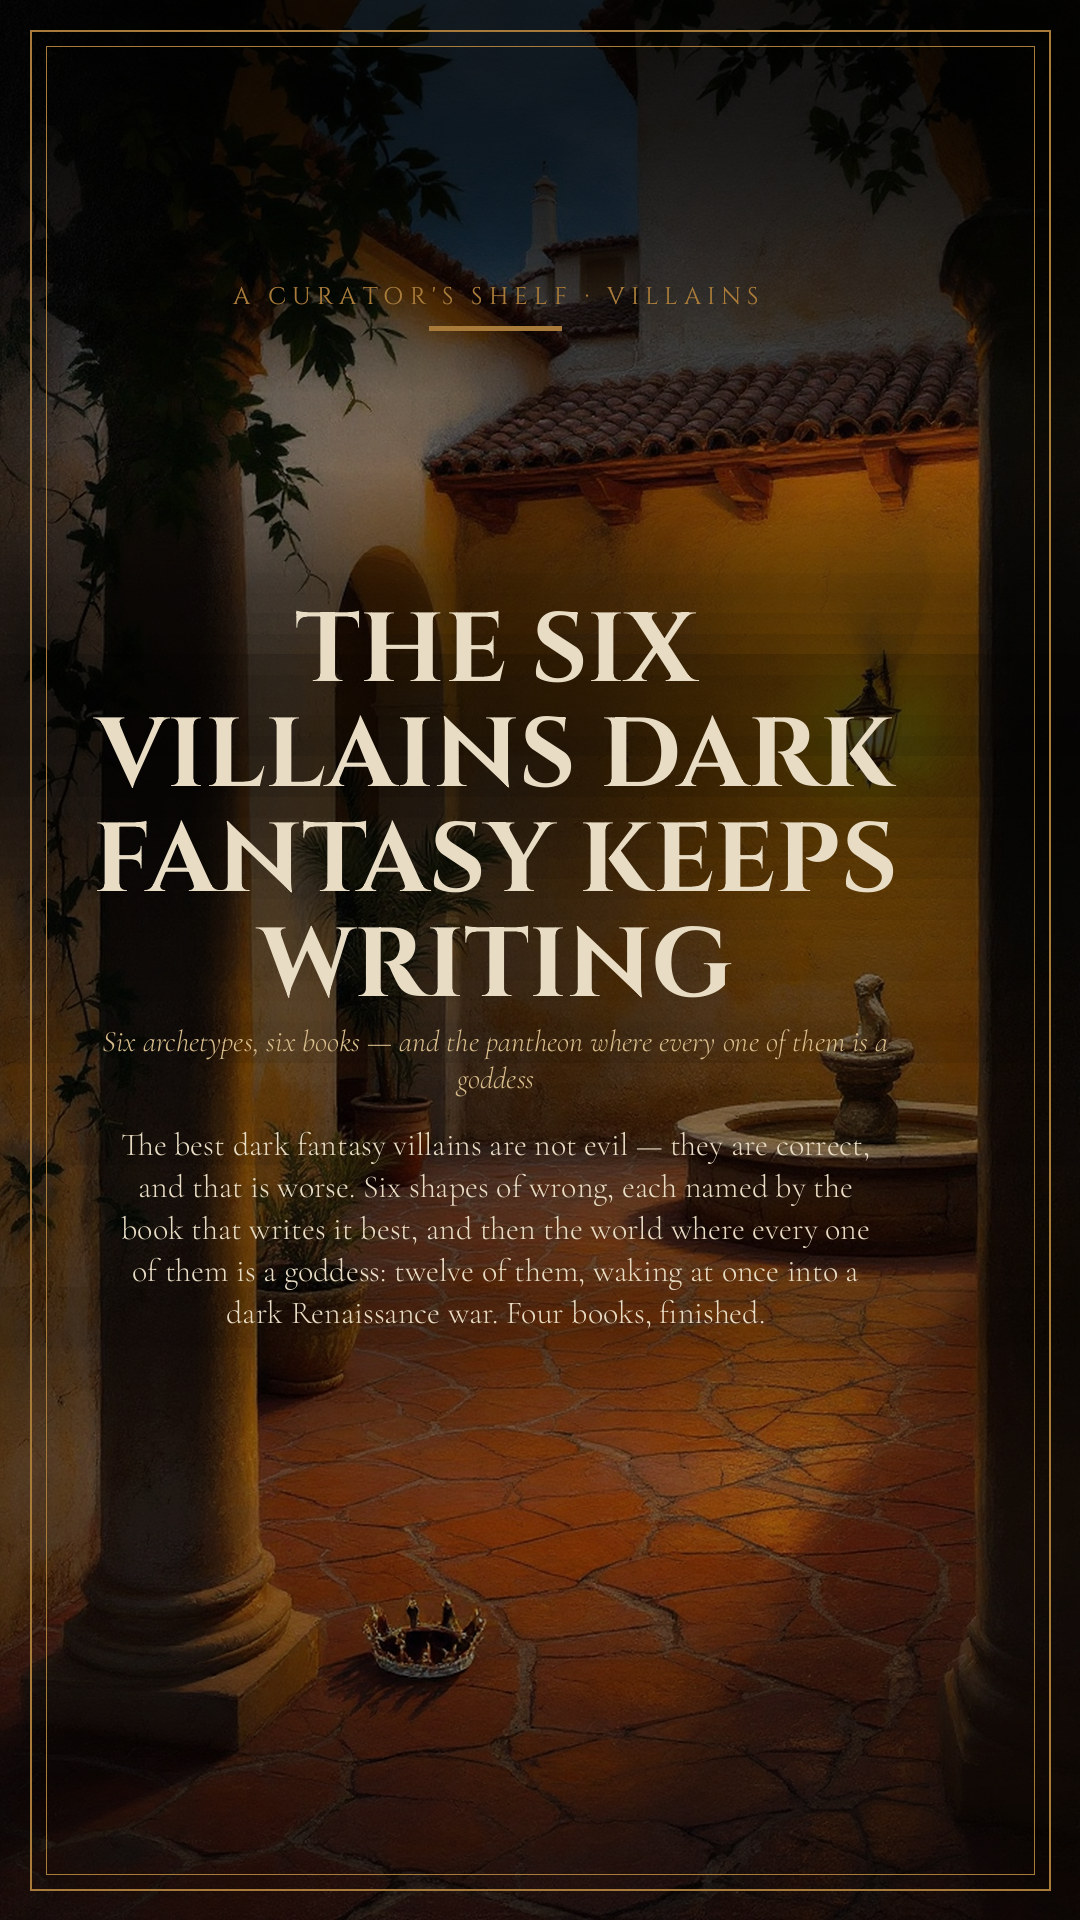 A CURATOR'S SHELF · VILLAINS
THE SIX
VILLAINS DARK
FANTASY KEEPS
WRITING
Six archetypes, six books — and the pantheon where every one of them is a
goddess
The best dark fantasy villains are not evil — they are correct,
and that is worse. Six shapes of wrong, each named by the
book that writes it best, and then the world where every one
of them is a goddess: twelve of them, waking at once into a
dark Renaissance war. Four books, finished.